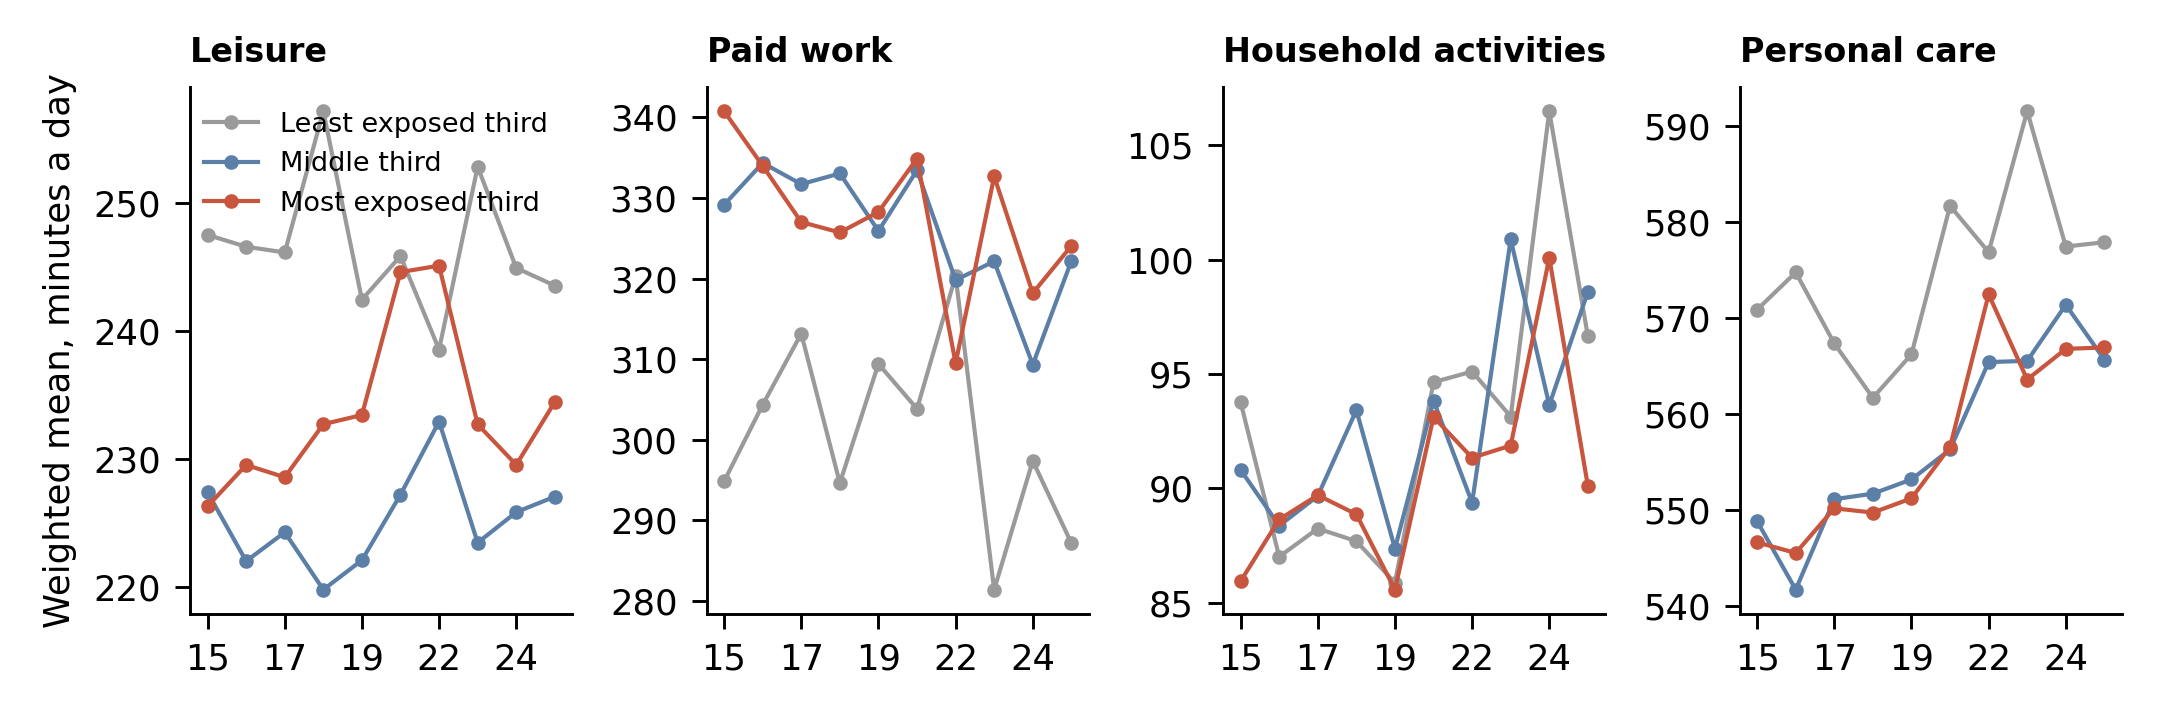 Leisure
Paid work
Household activities
Personal care
Weighted mean, minutes a day
Least exposed third
Middle third
Most exposed third
250
240
230
220
15 17 19 22 24
340
330
320
310
300
290
280
15 17 19 22 24
105
100
95
90
85
15 17 19 22 24
590
580
570
560
550
540
15 17 19 22 24